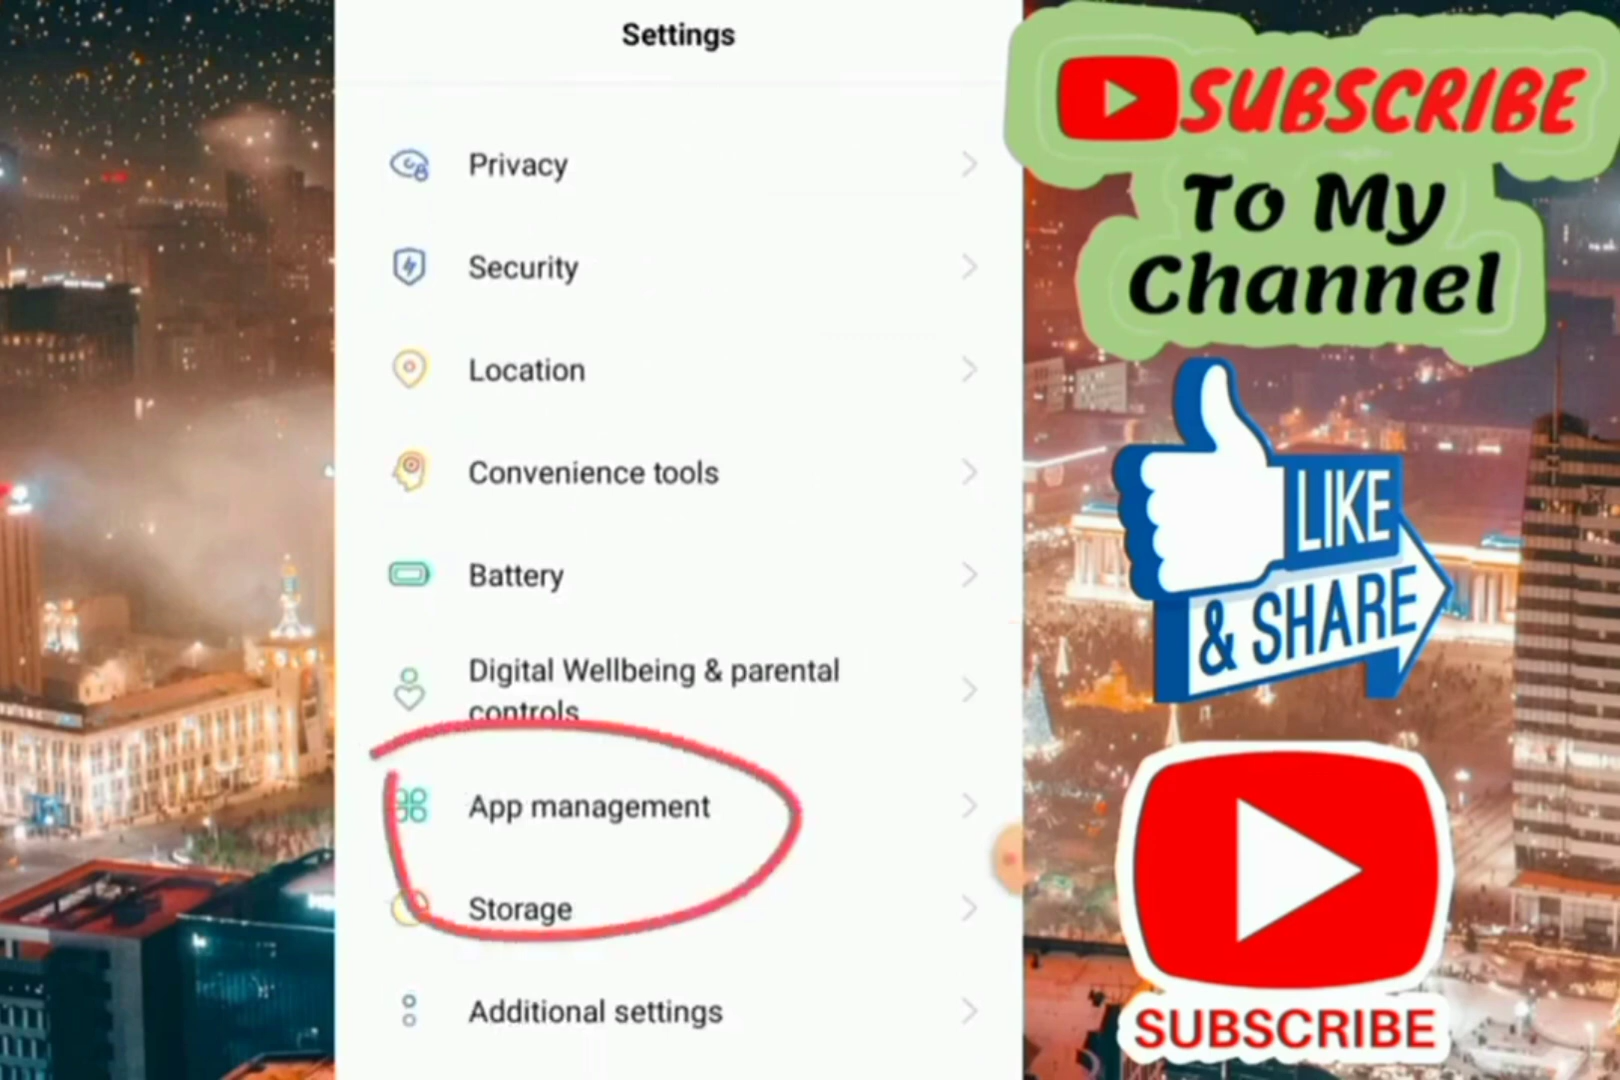 Settings
Privacy
Security
Location
Convenience tools
Battery
Digital Wellbeing & parental
controls
App management
Storage
Additional settings
SUBSCRIBE
To My
Channel
LIKE
& SHARE
SUBSCRIBE